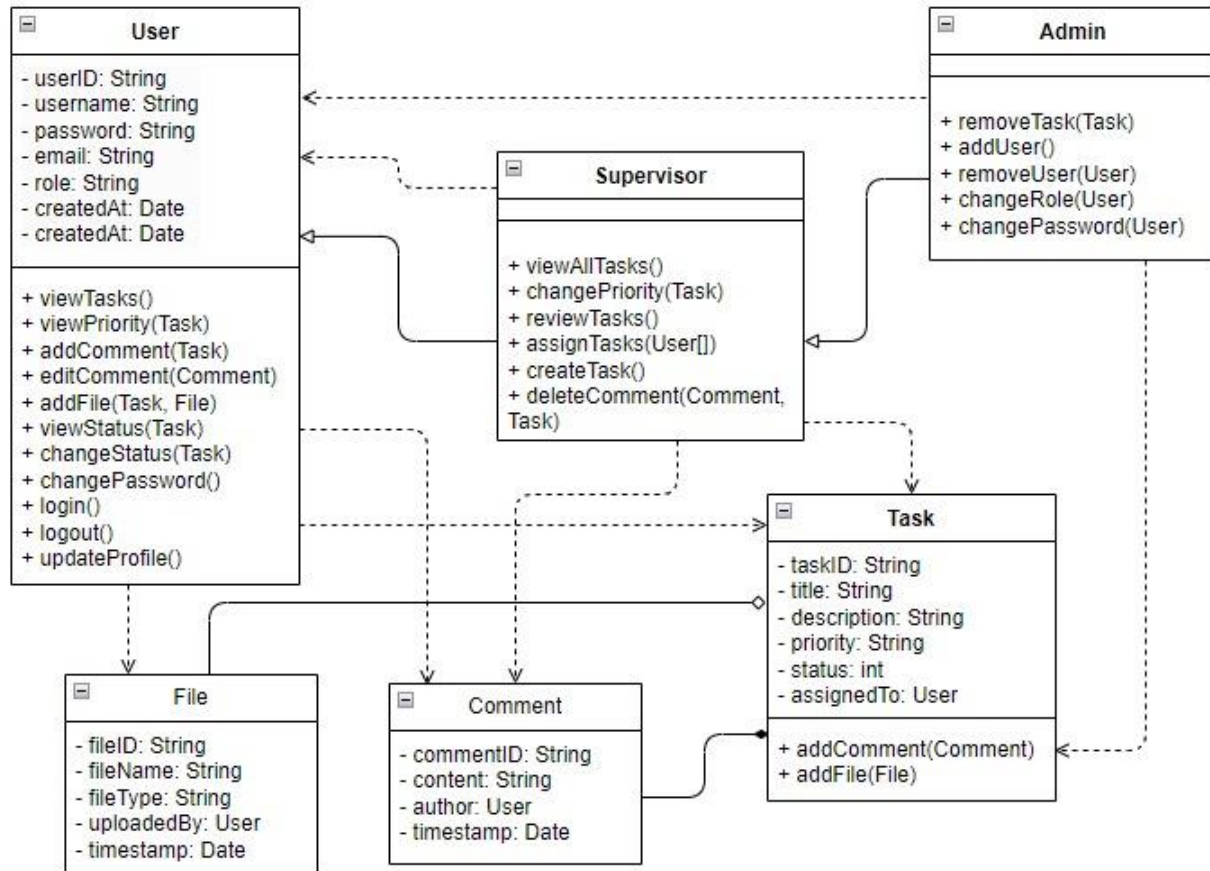 User
- userID: String
- username: String
- password: String
- email: String
- role: String
- createdAt: Date
- createdAt: Date
+ viewTasks()
+ viewPriority(Task)
+ addComment(Task)
+ editComment(Comment)
+ addFile(Task, File)
+ viewStatus(Task)
+ changeStatus(Task)
+ changePassword()
+ login()
+ logout()
+ updateProfile()
Supervisor
+ viewAllTasks()
+ changePriority(Task)
+ reviewTasks()
+ assignTasks(User[])
+ createTask()
+ deleteComment(Comment,
Task)
Admin
+ removeTask(Task)
+ addUser()
+ removeUser(User)
+ changeRole(User)
+ changePassword(User)
Task
- taskID: String
- title: String
- description: String
- priority: String
- status: int
- assignedTo: User
+ addComment(Comment)
+ addFile(File)
File
- fileID: String
- fileName: String
- fileType: String
- uploadedBy: User
- timestamp: Date
Comment
- commentID: String
- content: String
- author: User
- timestamp: Date